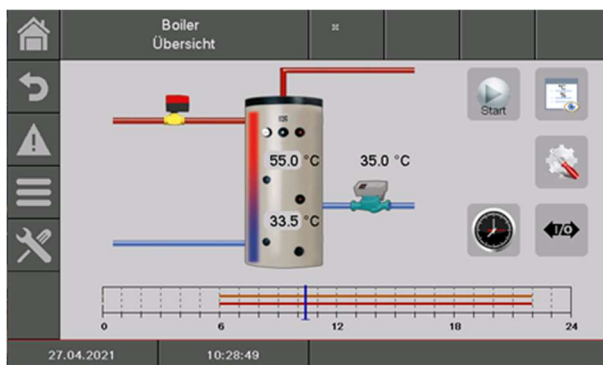 Boiler
Übersicht
Start
55.0 °C
35.0 °C
33.5 °C
I/O
0 6 12 18 24
27.04.2021 10:28:49